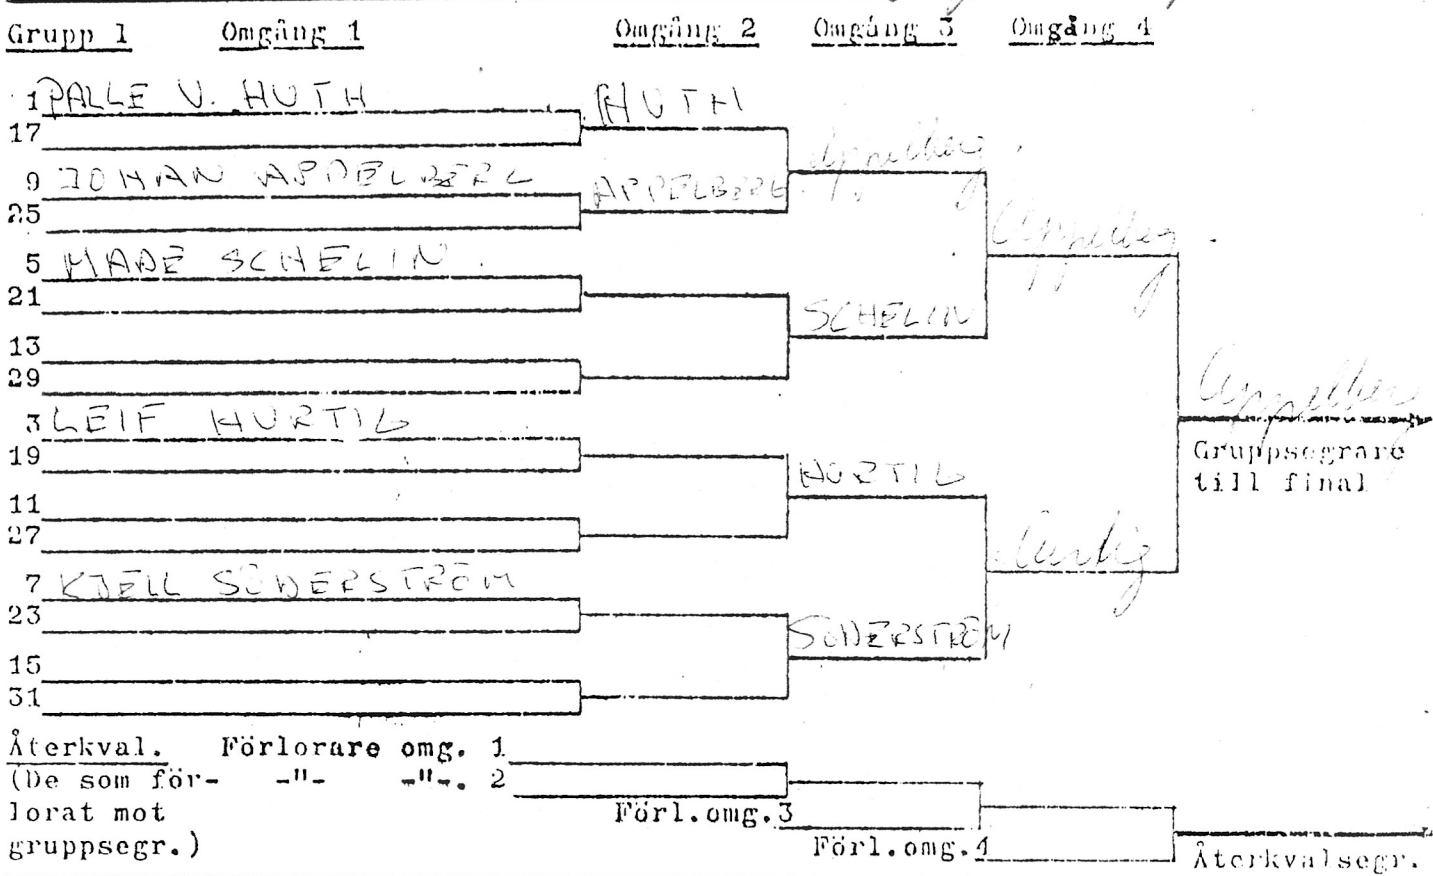 Grupp 1 Omgång 1 Omgång 2 Omgång 3 Omgång 4
1 PALLE V. HUTH HUTH
17
Appelberg
9 JOHAN APPELBERG APPELBERG
25
Appelberg
5 MADE SCHELIN
21
SCHELIN
13
29
Appelberg
3 LEIF HURTIG
19
Gruppsegrare
till final
HURTIG
11
27
Hurtig
7 KJELL SÖDERSTRÖM
23
SÖDERSTRÖM
15
31
Återkval. Förlorare omg. 1
(De som för- -"- -"-. 2
lorat mot Förl.omg.3
gruppsegr.) Förl.omg.4 Återkvalsegr.